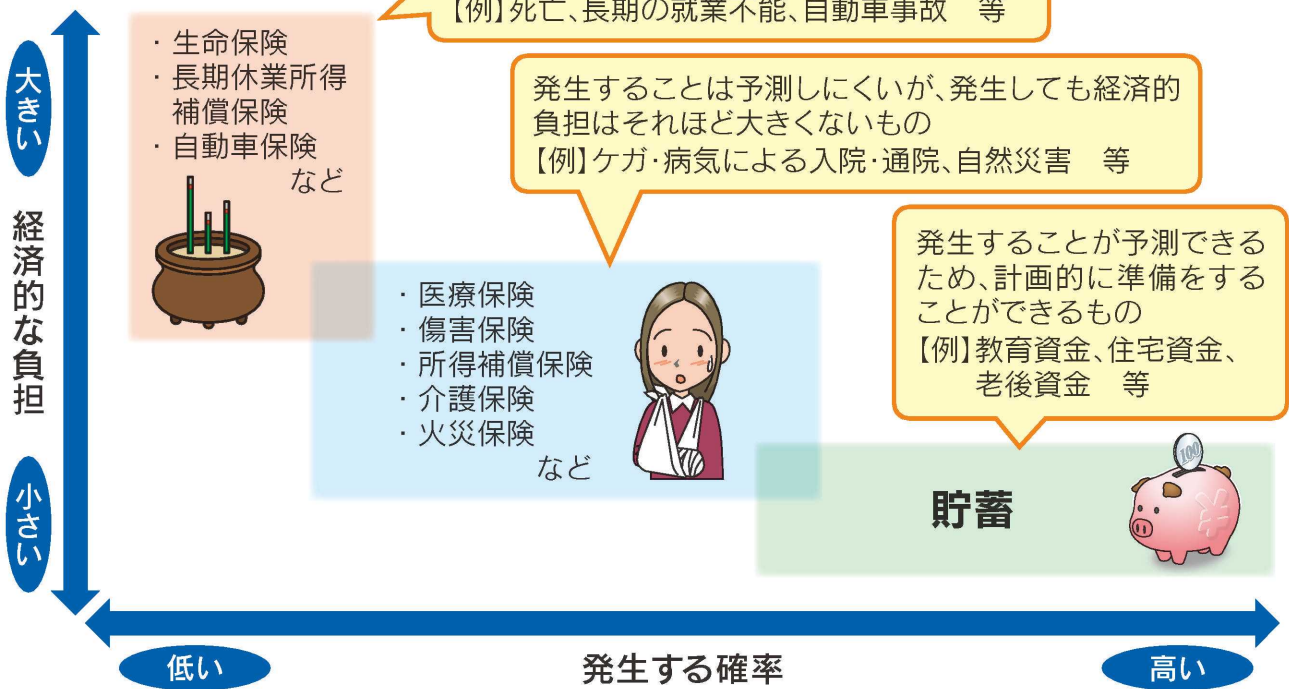 【例】死亡、長期の就業不能、自動車事故　等
・生命保険
・長期休業所得
補償保険
・自動車保険
など
発生することは予測しにくいが、発生しても経済的
負担はそれほど大きくないもの
【例】ケガ・病気による入院・通院、自然災害　等
発生することが予測できる
ため、計画的に準備をする
ことができるもの
【例】教育資金、住宅資金、
老後資金　等
・医療保険
・傷害保険
・所得補償保険
・介護保険
・火災保険
など
貯蓄
100
¥
大きい
経済的な負担
小さい
低い
発生する確率
高い